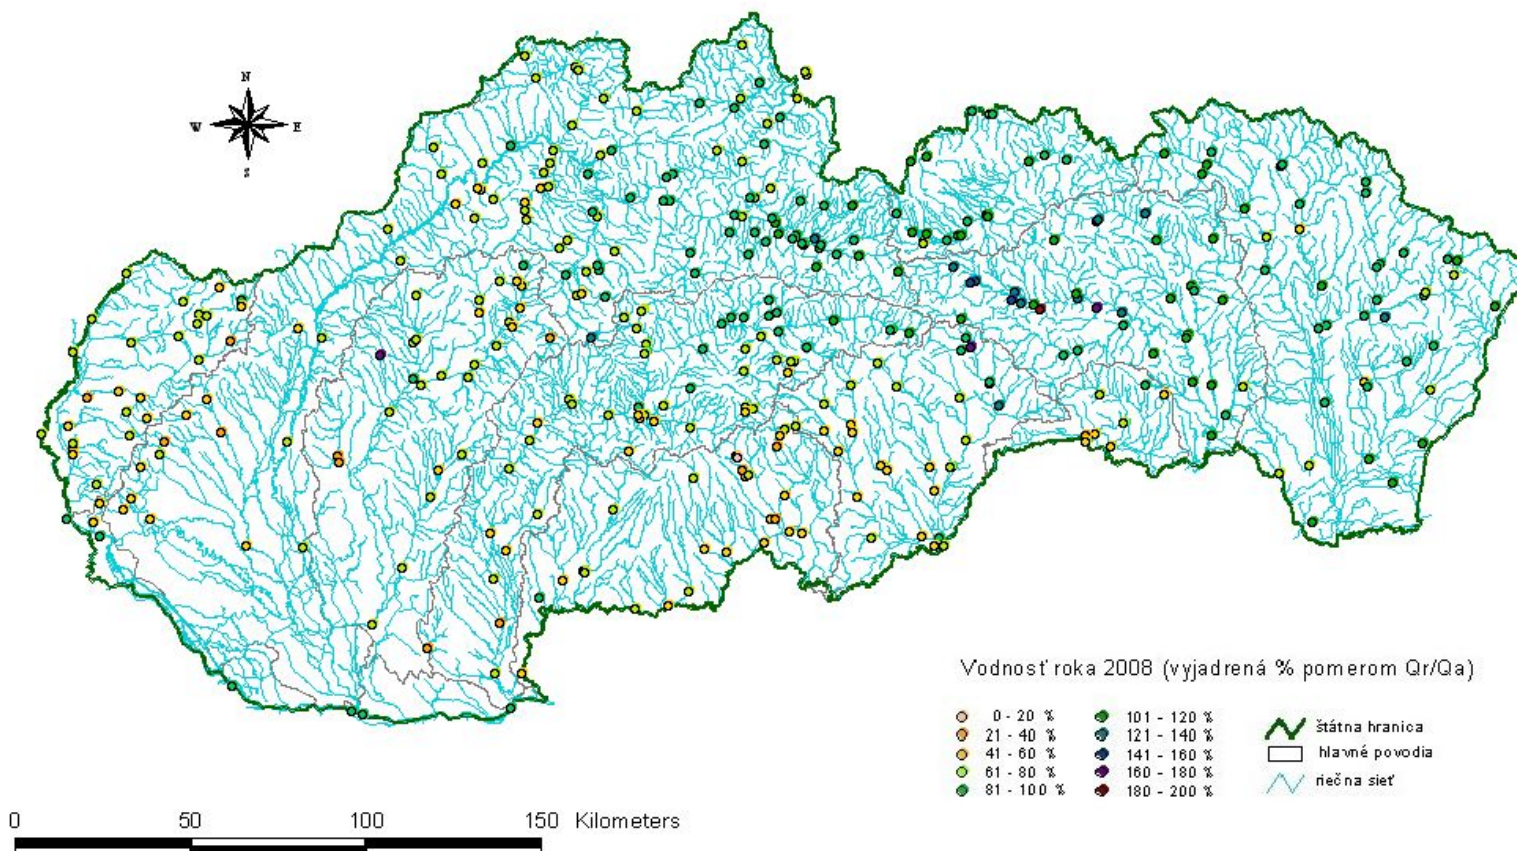 N
W E
S
Vodnosť roka 2008 (vyjadrená % pomerom Qr/Qa)
0 - 20 %
21 - 40 %
41 - 60 %
61 - 80 %
81 - 100 %
101 - 120 %
121 - 140 %
141 - 160 %
160 - 180 %
180 - 200 %
štátna hranica
hlavné povodia
riečna sieť
0 50 100 150 Kilometers